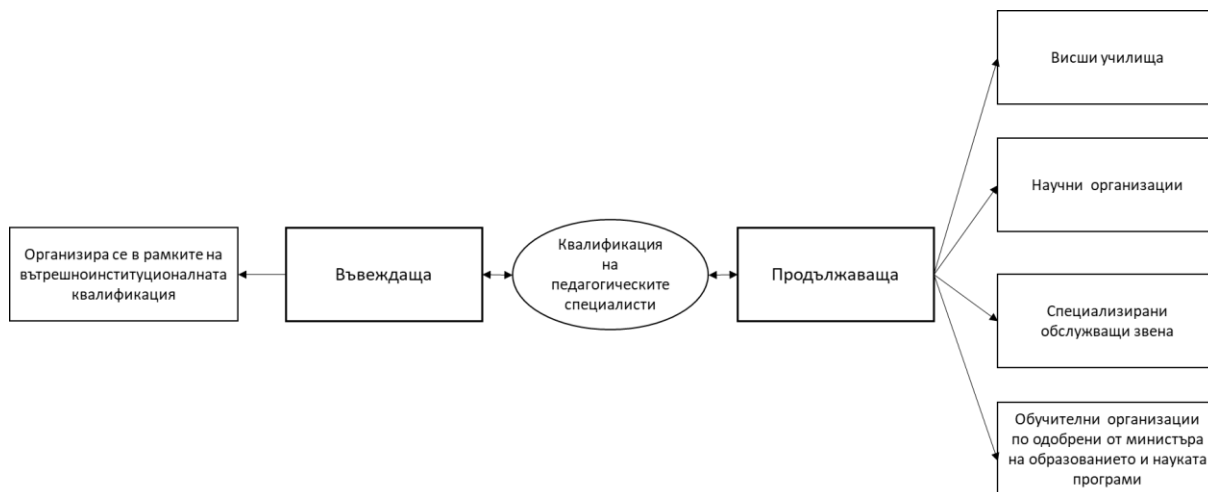 Организира се в рамките на
вътрешноинституционалната
квалификация
Въвеждаща
Квалификация
на
педагогическите
специалисти
Продължаваща
Висши училища
Научни организации
Специализирани
обслужващи звена
Обучителни организации
по одобрени от министъра
на образованието и науката
програми